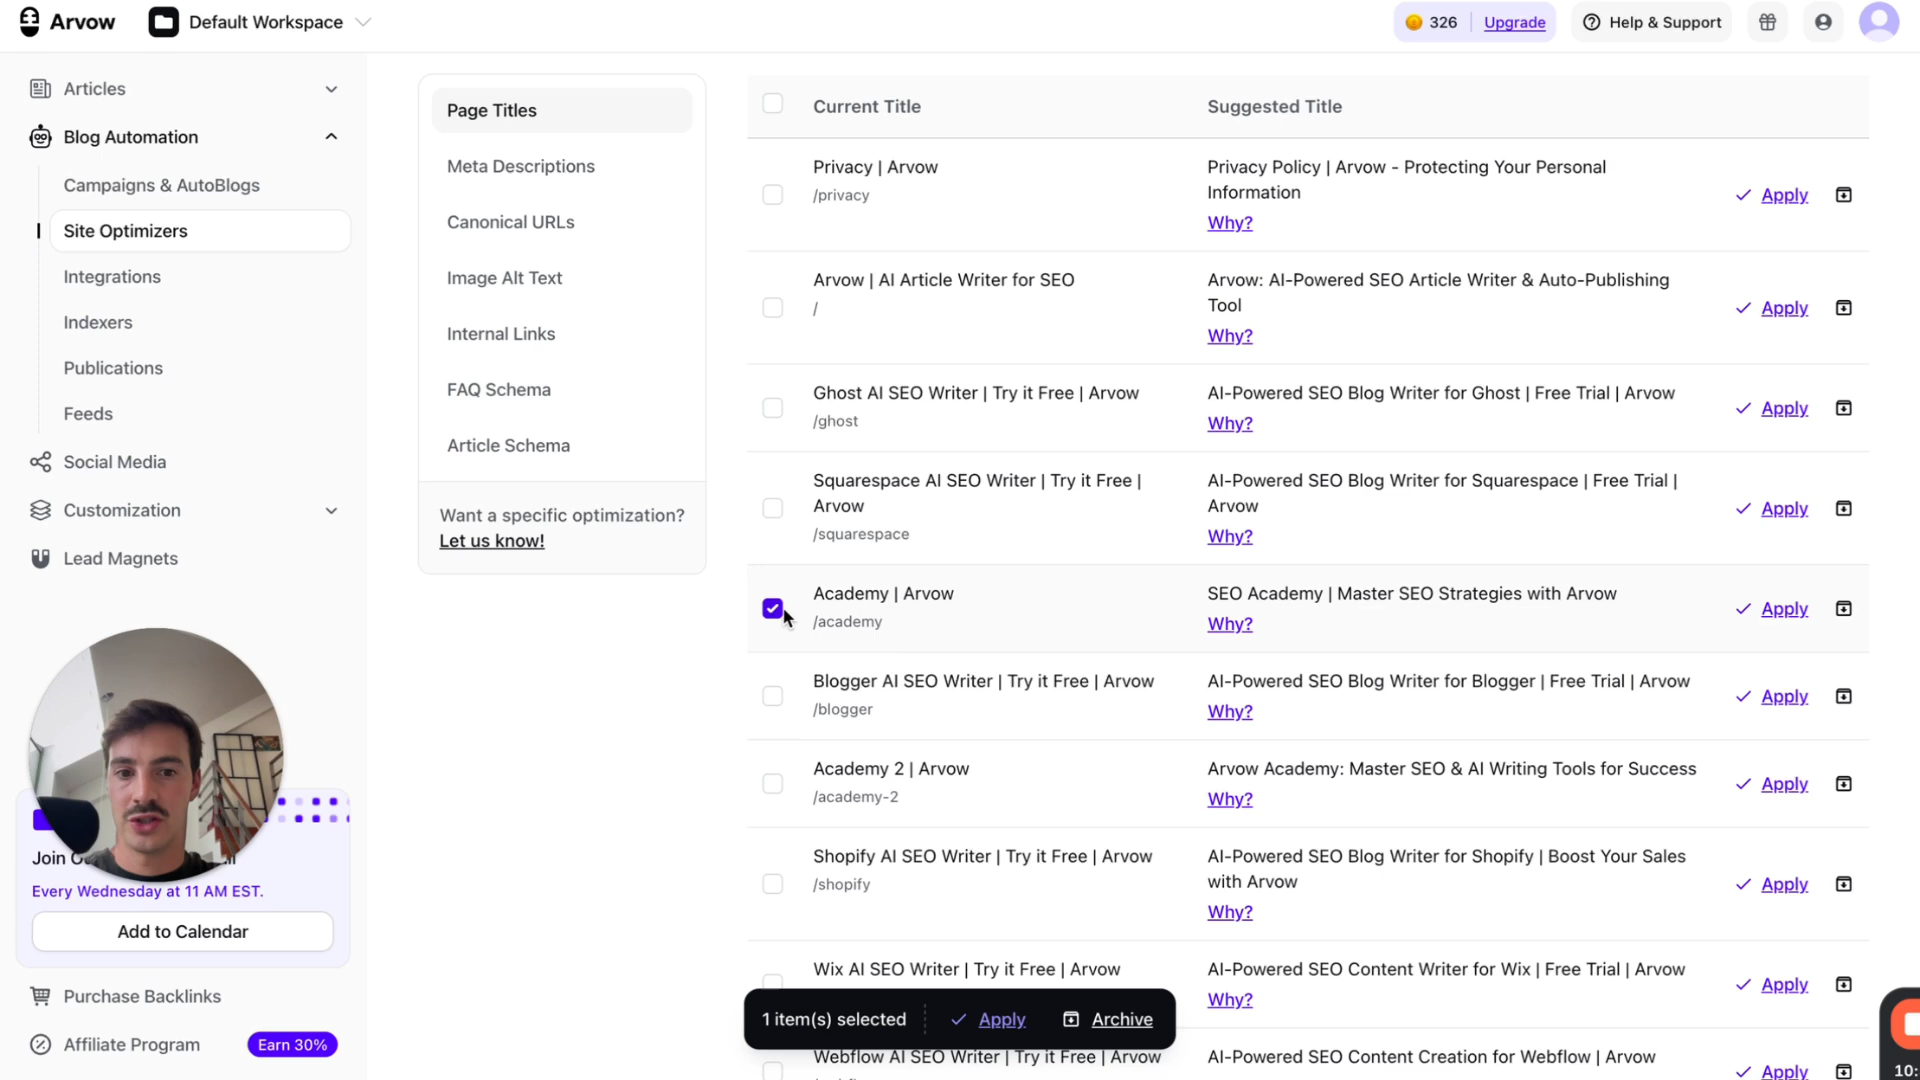 Arvow
Default Workspace
326
Upgrade
Help & Support
Articles
Blog Automation
Campaigns & AutoBlogs
Site Optimizers
Integrations
Indexers
Publications
Feeds
Social Media
Customization
Lead Magnets
Every Wednesday at 11 AM EST.
Add to Calendar
Purchase Backlinks
Affiliate Program
Earn 30%
Page Titles
Meta Descriptions
Canonical URLs
Image Alt Text
Internal Links
FAQ Schema
Article Schema
Want a specific optimization?
Let us know!
Current Title
Suggested Title
Privacy | Arvow
/privacy
Privacy Policy | Arvow - Protecting Your Personal
Information
Why?
Apply
Arvow | AI Article Writer for SEO
/
Arvow: AI-Powered SEO Article Writer & Auto-Publishing
Tool
Why?
Apply
Ghost AI SEO Writer | Try it Free | Arvow
/ghost
AI-Powered SEO Blog Writer for Ghost | Free Trial | Arvow
Why?
Apply
Squarespace AI SEO Writer | Try it Free |
Arvow
/squarespace
AI-Powered SEO Blog Writer for Squarespace | Free Trial |
Arvow
Why?
Apply
Academy | Arvow
/academy
SEO Academy | Master SEO Strategies with Arvow
Why?
Apply
Blogger AI SEO Writer | Try it Free | Arvow
/blogger
AI-Powered SEO Blog Writer for Blogger | Free Trial | Arvow
Why?
Apply
Academy 2 | Arvow
/academy-2
Arvow Academy: Master SEO & AI Writing Tools for Success
Why?
Apply
Shopify AI SEO Writer | Try it Free | Arvow
/shopify
AI-Powered SEO Blog Writer for Shopify | Boost Your Sales
with Arvow
Why?
Apply
Wix AI SEO Writer | Try it Free | Arvow
AI-Powered SEO Content Writer for Wix | Free Trial | Arvow
Why?
Apply
1 item(s) selected
Apply
Archive
Webflow AI SEO Writer | Try it Free | Arvow
AI-Powered SEO Content Creation for Webflow | Arvow
Apply
10:
Join